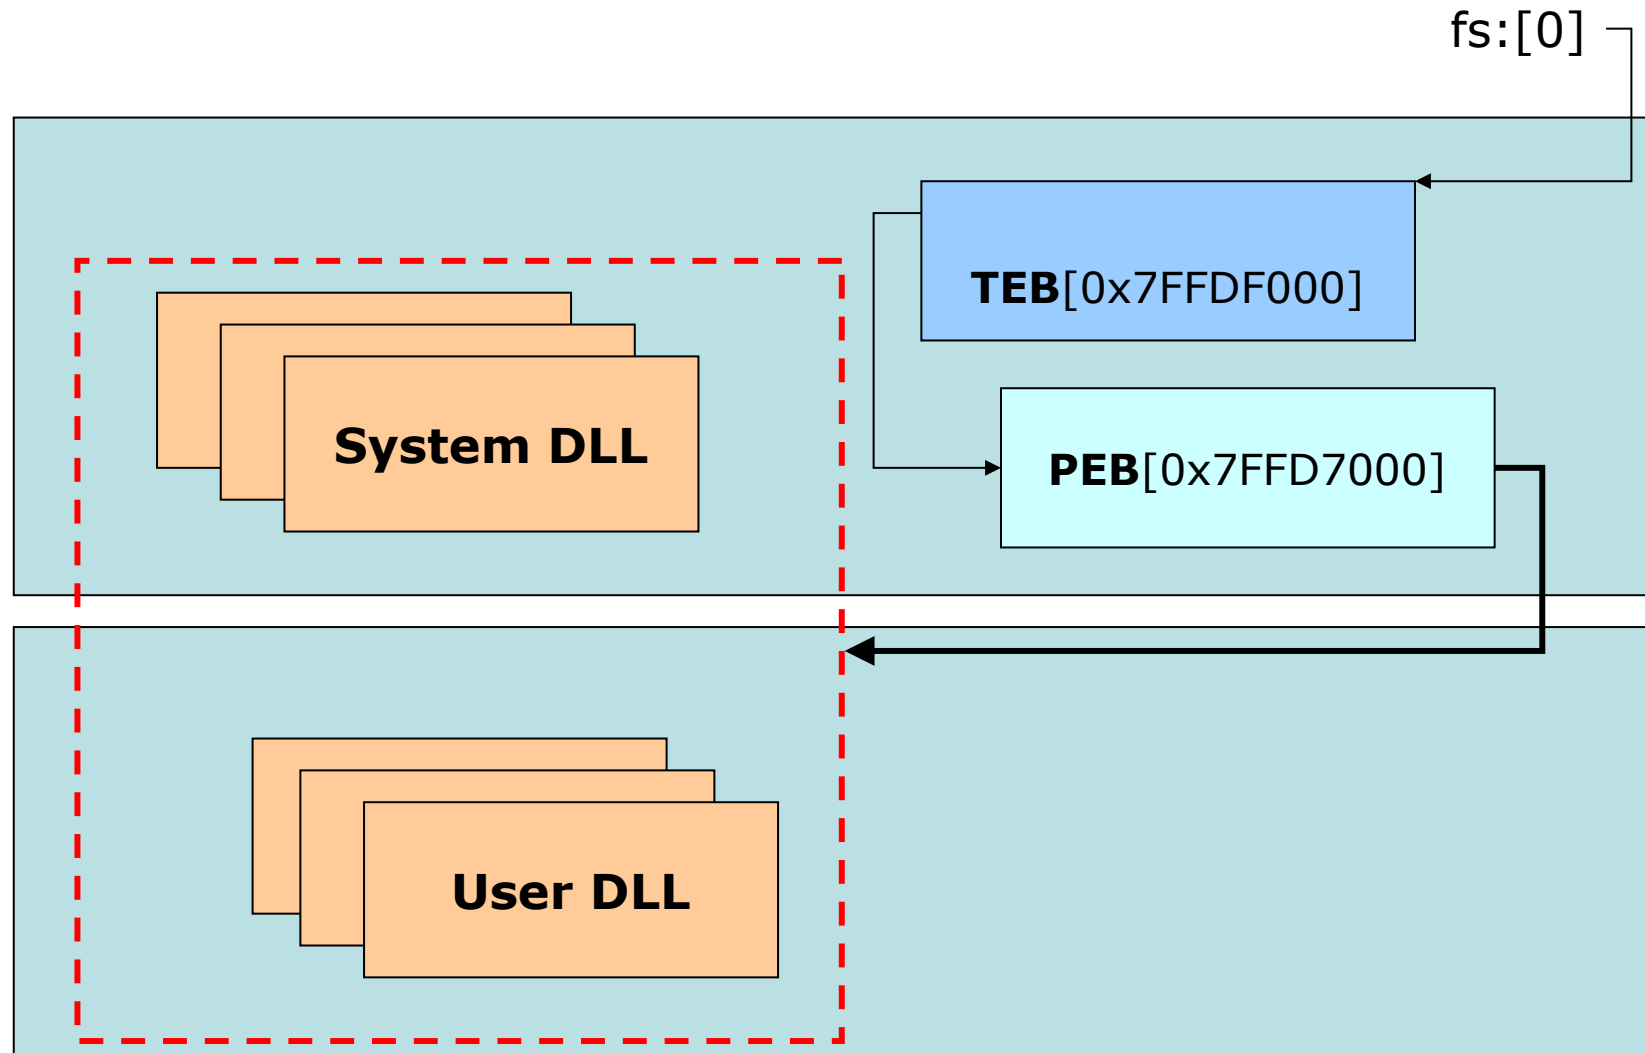 fs:[0]
TEB[0x7FFDF000]
System DLL
PEB[0x7FFD7000]
User DLL